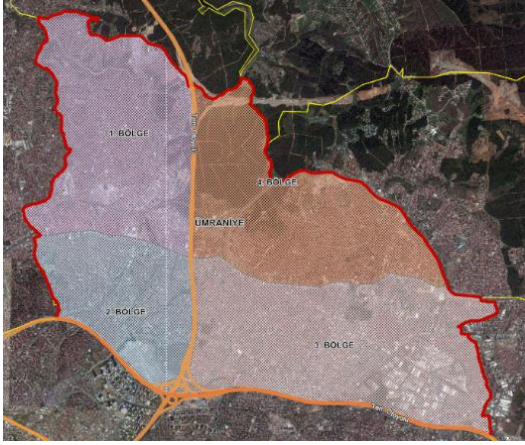 1. BÖLGE
4. BÖLGE
ÜMRANİYE
2. BÖLGE
3. BÖLGE